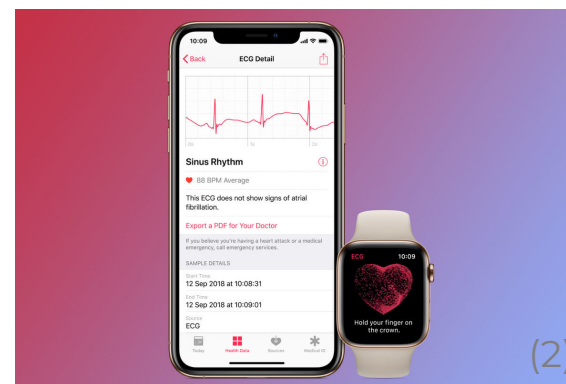 10:09
Back ECG Detail
0s 1s 2s
Sinus Rhythm
88 BPM Average
This ECG does not show signs of atrial
fibrillation.
Export a PDF for Your Doctor
If you believe you're having a heart attack or a medical
emergency, call emergency services.
SAMPLE DETAILS
Start Time
12 Sep 2018 at 10:08:31
End Time
12 Sep 2018 at 10:09:01
Source
ECG
Today Health Data Sources Medical ID
ECG 10:09
Hold your finger on
the crown.
(2)